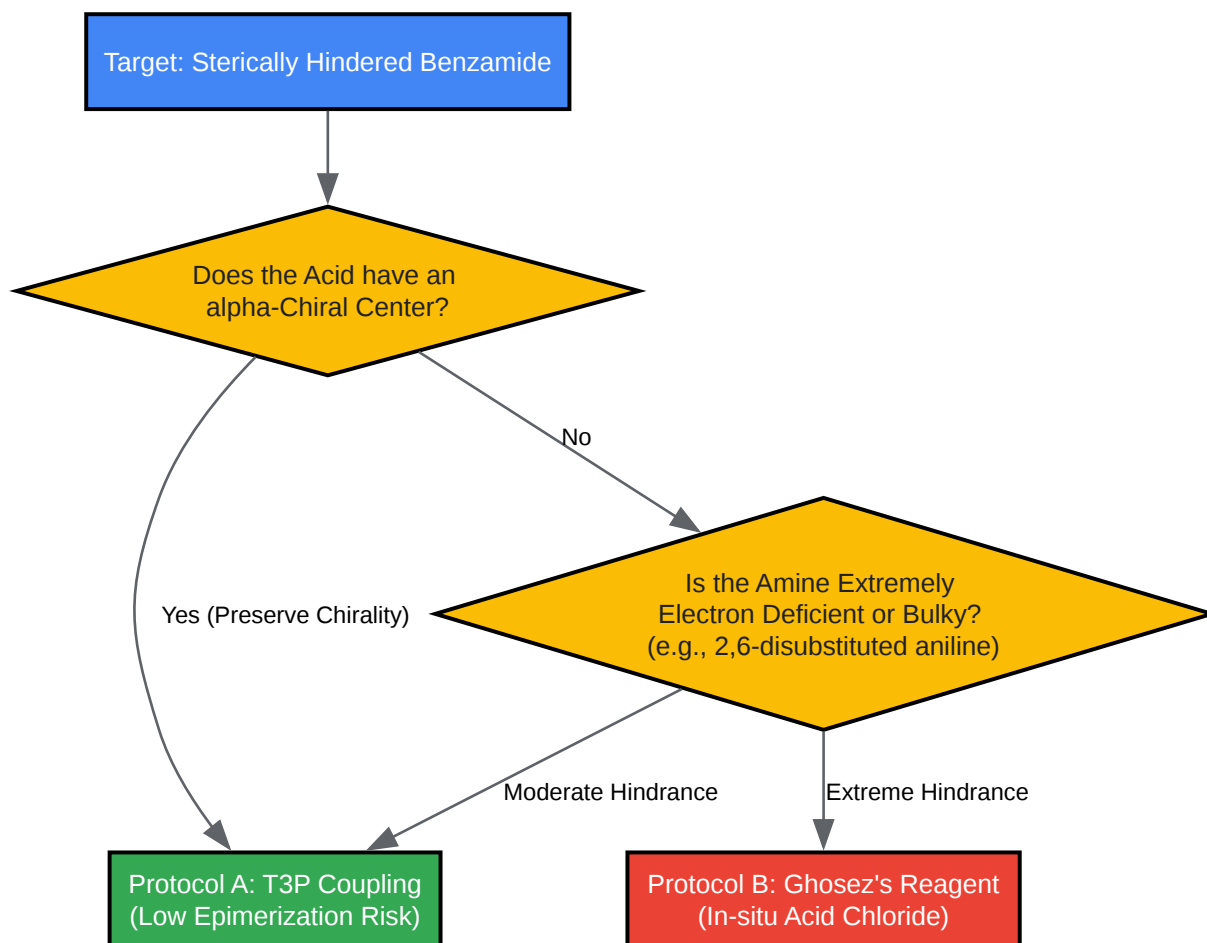 Target: Sterically Hindered Benzamide
Does the Acid have an
alpha-Chiral Center?
No
Is the Amine Extremely
Electron Deficient or Bulky?
(e.g., 2,6-disubstituted aniline)
Yes (Preserve Chirality)
Moderate Hindrance
Extreme Hindrance
Protocol A: T3P Coupling
(Low Epimerization Risk)
Protocol B: Ghosez's Reagent
(In-situ Acid Chloride)